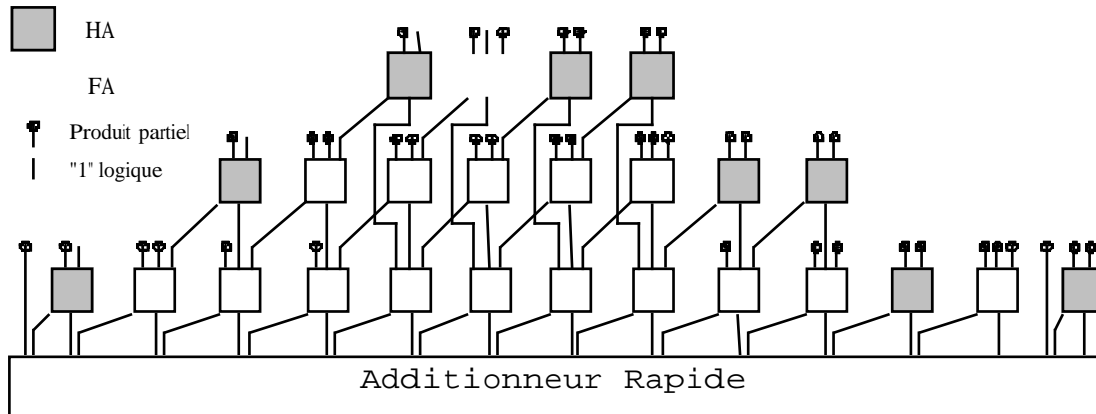 HA
FA
Produit partiel
"1" logique
Additionneur Rapide